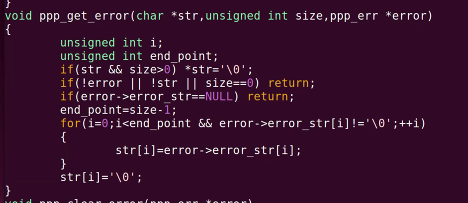 }
void ppp_get_error(char *str,unsigned int size,ppp_err *error)
{
        unsigned int i;
        unsigned int end_point;
        if(str && size>0) *str='\0';
        if(!error || !str || size==0) return;
        if(error->error_str==NULL) return;
        end_point=size-1;
        for(i=0;i<end_point && error->error_str[i]!='\0';++i)
        {
                str[i]=error->error_str[i];
        }
        str[i]='\0';
}
void ppp_clear_error(ppp_err *error)